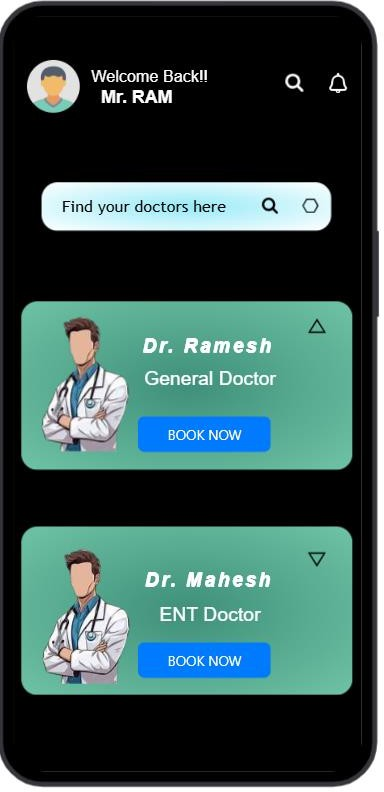 Welcome Back!!
Mr. RAM
Find your doctors here
Dr. Ramesh
General Doctor
BOOK NOW
Dr. Mahesh
ENT Doctor
BOOK NOW